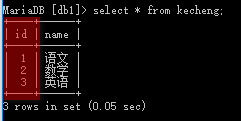 MariaDB [db1]> select * from kecheng;
+----+------+
| id | name |
+----+------+
| 1 | 语文
| 2 | 数学
| 3 | 英语
+----+------+
3 rows in set (0.05 sec)